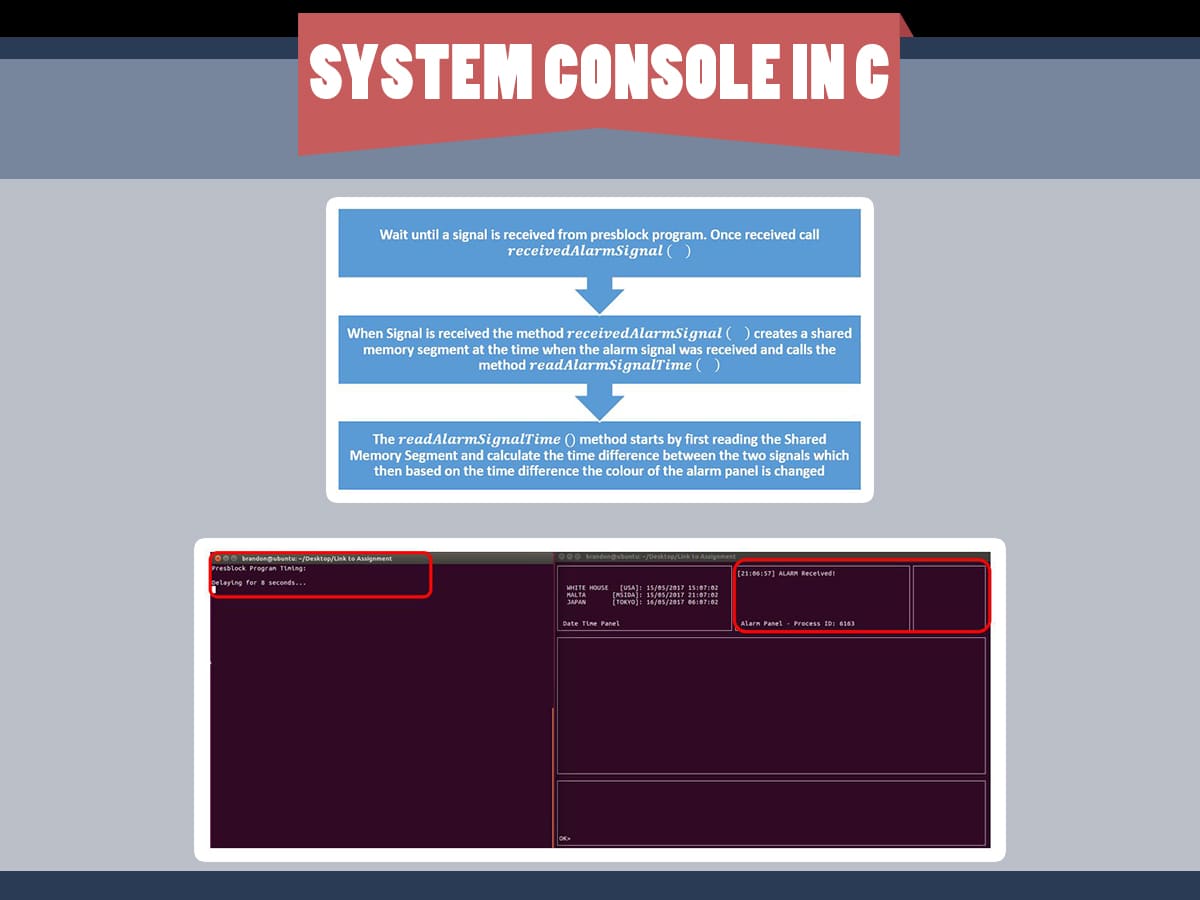 SYSTEM CONSOLE IN C
Wait until a signal is received from presblock program. Once received call
receivedAlarmSignal ( )
When Signal is received the method receivedAlarmSignal ( ) creates a shared
memory segment at the time when the alarm signal was received and calls the
method readAlarmSignalTime ( )
The readAlarmSignalTime () method starts by first reading the Shared
Memory Segment and calculate the time difference between the two signals which
then based on the time difference the colour of the alarm panel is changed
brandon@ubuntu: ~/Desktop/Link to Assignment
Presblock Program Timing:
Delaying for 8 seconds...
brandon@ubuntu: ~/Desktop/Link to Assignment
WHITE HOUSE [USA]: 15/05/2017 15:07:02
MALTA [MSIDA]: 15/05/2017 21:07:02
JAPAN [TOKYO]: 16/05/2017 06:07:02
Date Time Panel
[21:06:57] ALARM Received!
Alarm Panel - Process ID: 6163
OK>